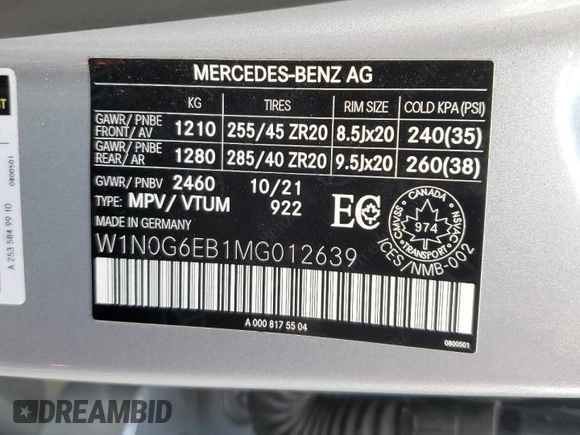 MERCEDES-BENZ AG
KG TIRES RIM SIZE COLD KPA(PSI)
GAWR/ PNBE FRONT/ AV 1210 255/45 ZR20 8.5Jx20 240(35)
GAWR/ PNBE REAR/ AR 1280 285/40 ZR20 9.5Jx20 260(38)
GVWR/ PNBV 2460 10/21
TYPE: MPV/ VTUM 922
MADE IN GERMANY
W1N0G6EB1MG012639
EC
CANADA
CMVSS 974 NSVAC
TRANSPORT
ICES/NMB-002
A 000 817 55 04
0800501
0800501
A 253 584 99 10
DREAMBID